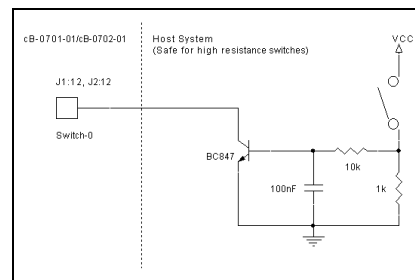 cB-0701-01/cB-0702-01
Host System
(Safe for high resistance switches)
VCC
J1:12, J2:12
Switch-0
BC847
10k
100nF
1k